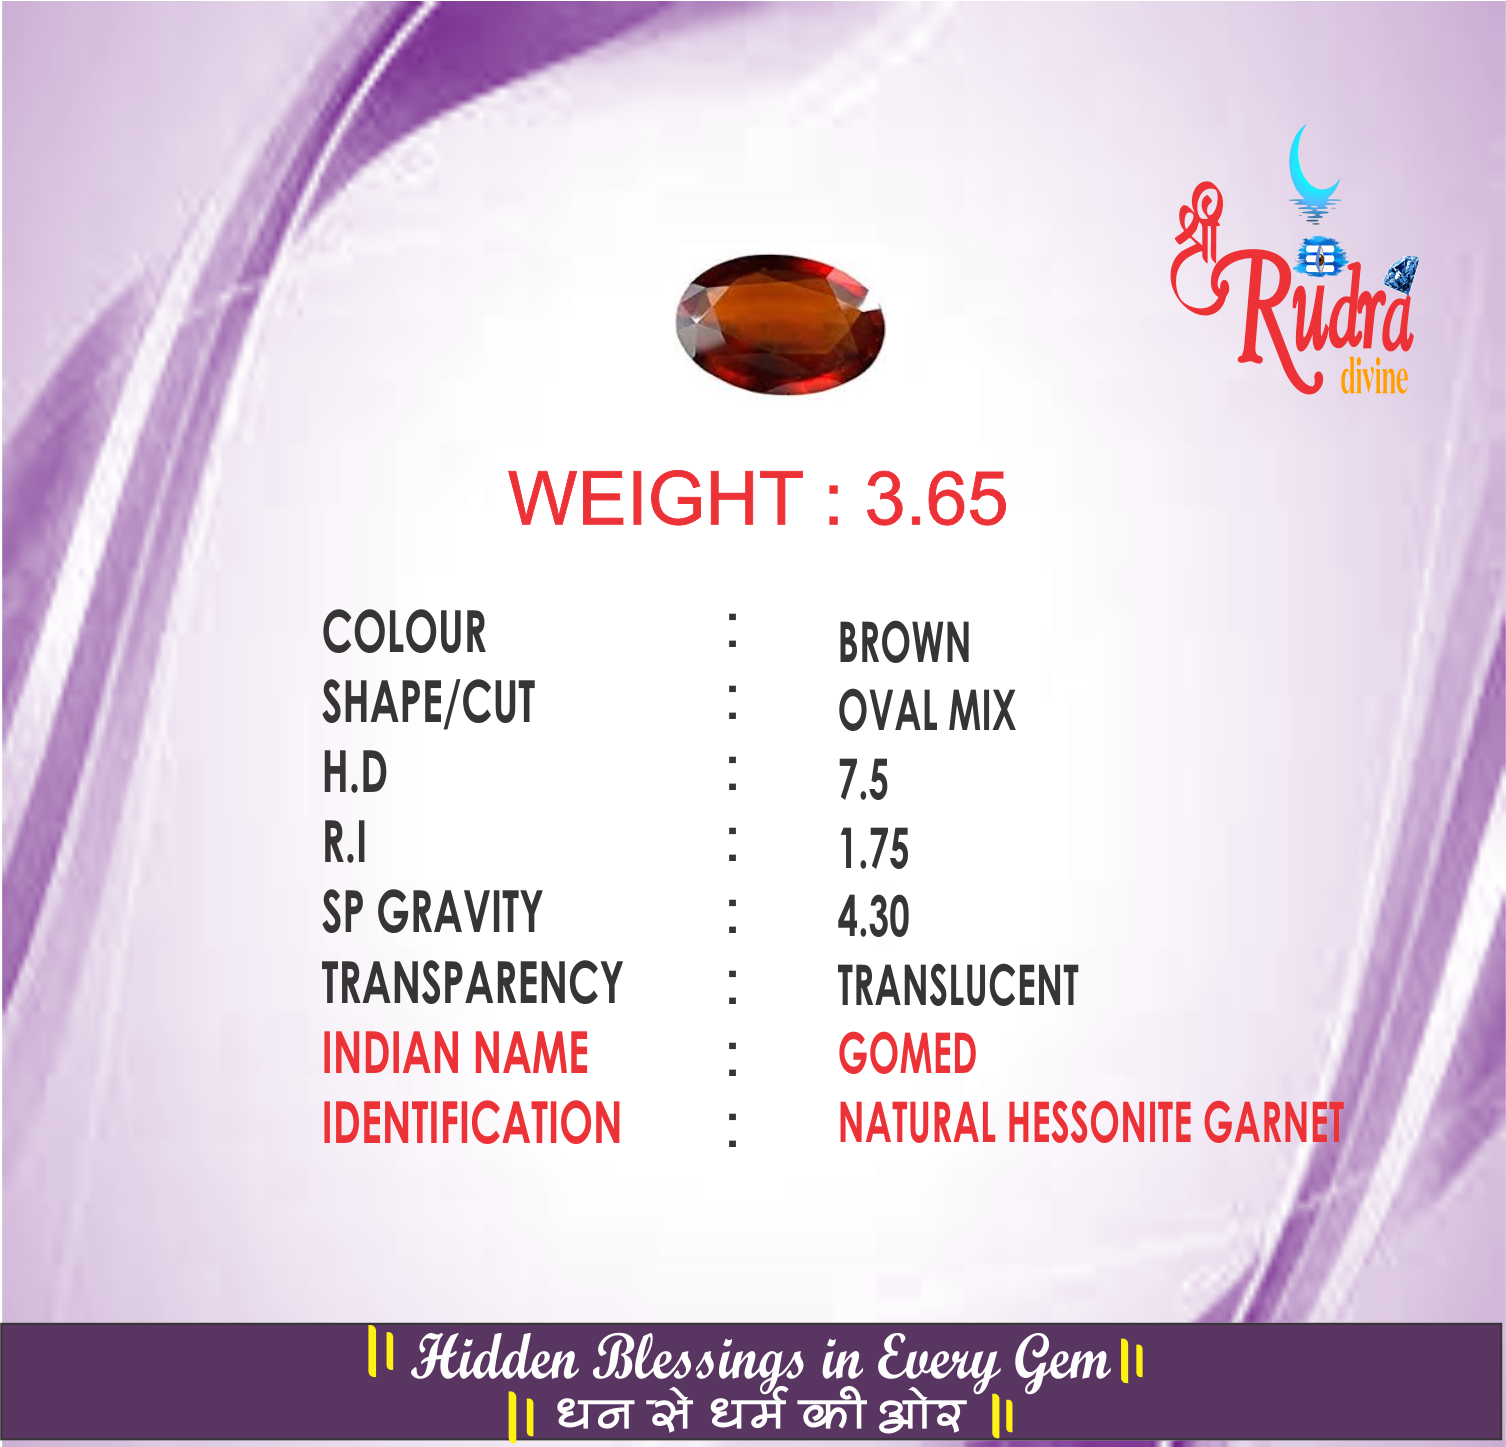 श्री
Rudra
divine
WEIGHT : 3.65
COLOUR : BROWN
SHAPE/CUT : OVAL MIX
H.D : 7.5
R.I : 1.75
SP GRAVITY : 4.30
TRANSPARENCY : TRANSLUCENT
INDIAN NAME : GOMED
IDENTIFICATION : NATURAL HESSONITE GARNET
|| Hidden Blessings in Every Gem ||
|| धन से धर्म की ओर ||